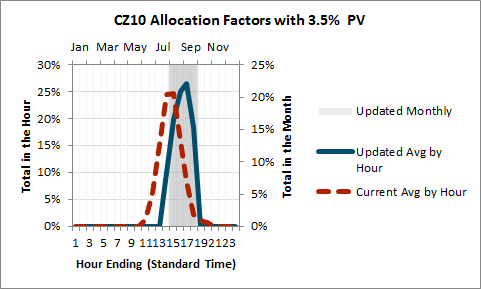 CZ10 Allocation Factors with 3.5%  PV
Jan Mar May Jul Sep Nov
30% 25%
25% 20%
20% 15%
15% 10%
10% 5%
5% 0%
0%
Total in the Hour
Total in the Month
1 3 5 7 9 11 13 15 17 19 21 23
Hour Ending (Standard Time)
Updated Monthly
Updated Avg by
Hour
Current Avg by Hour